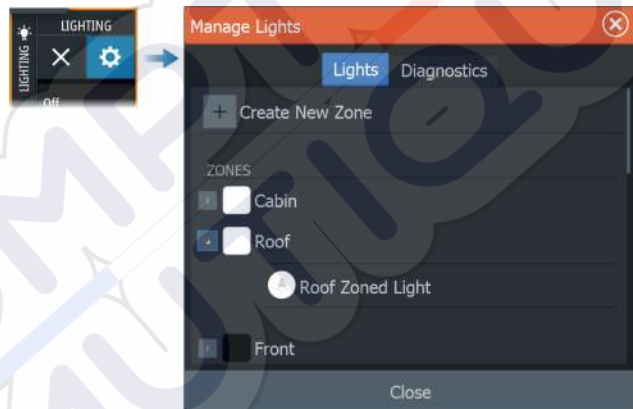 LIGHTING
LIGHTING
Off
Manage Lights
Lights Diagnostics
+ Create New Zone
ZONES
Cabin
Roof
Roof Zoned Light
Front
Close